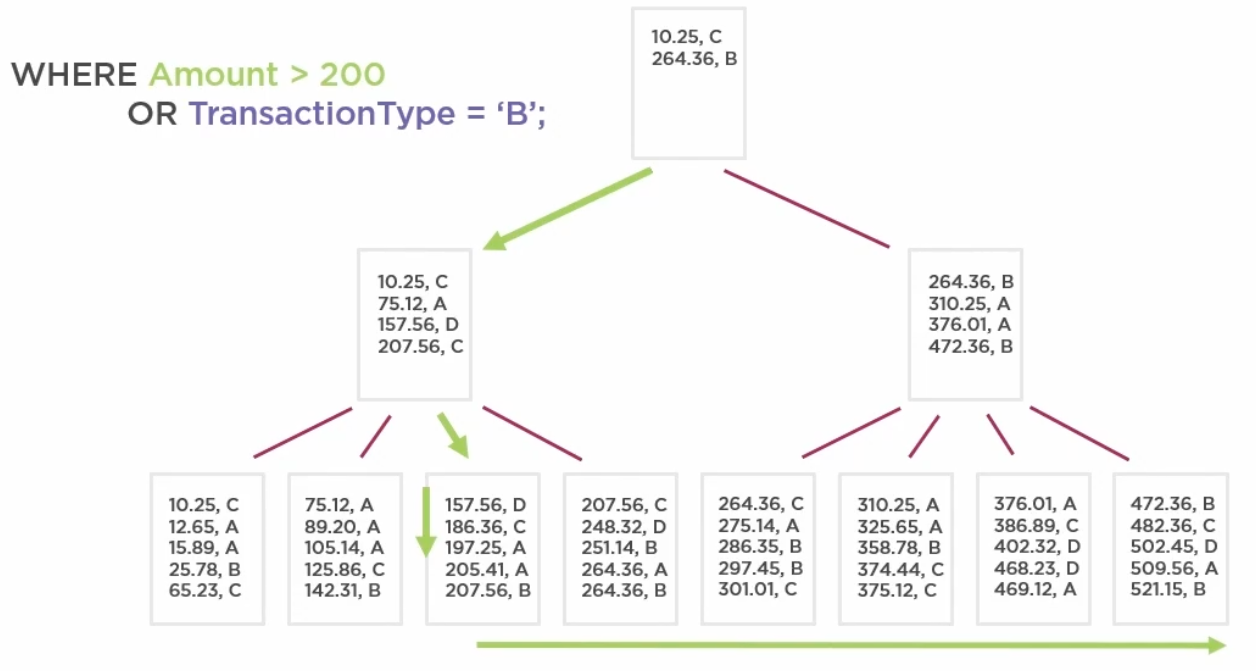 WHERE Amount > 200
OR TransactionType = ‘B’;
10.25, C
264.36, B
10.25, C
75.12, A
157.56, D
207.56, C
264.36, B
310.25, A
376.01, A
472.36, B
10.25, C
12.65, A
15.89, A
25.78, B
65.23, C
75.12, A
89.20, A
105.14, A
125.86, C
142.31, B
157.56, D
186.36, C
197.25, A
205.41, A
207.56, B
207.56, C
248.32, D
251.14, B
264.36, A
264.36, B
264.36, C
275.14, A
286.35, B
297.45, B
301.01, C
310.25, A
325.65, A
358.78, B
374.44, C
375.12, C
376.01, A
386.89, C
402.32, D
468.23, D
469.12, A
472.36, B
482.36, C
502.45, D
509.56, A
521.15, B